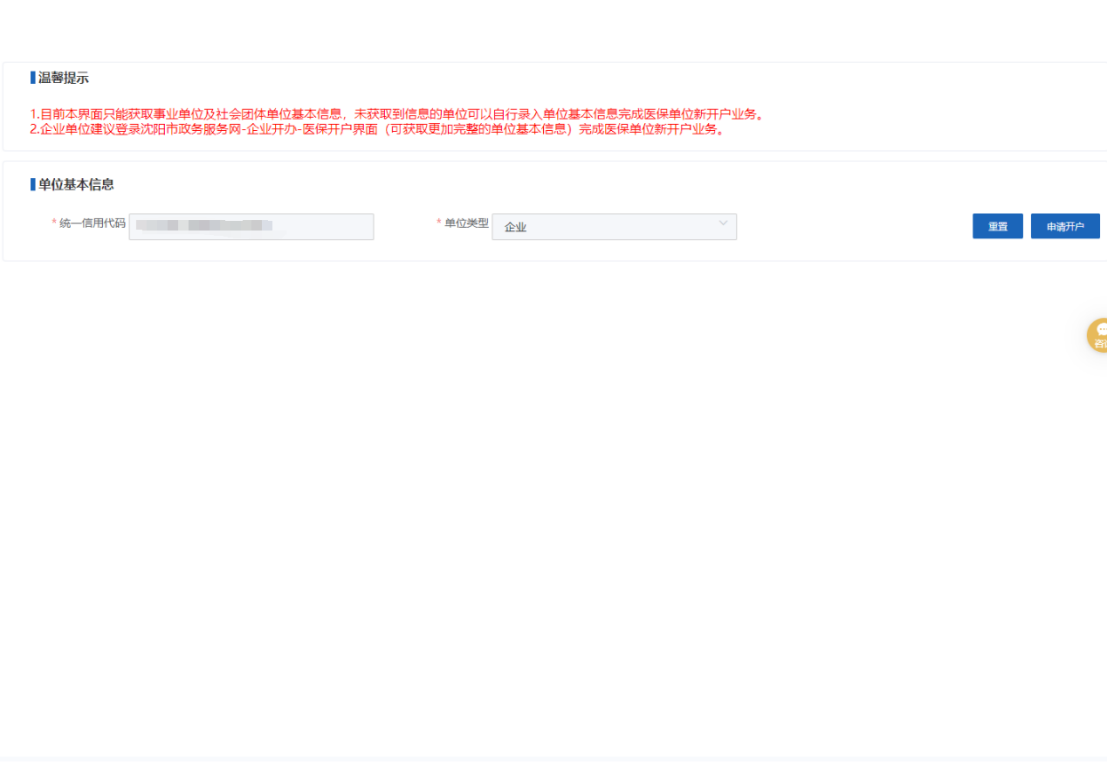 温馨提示
1.目前本界面只能获取事业单位及社会团体单位基本信息，未获取到信息的单位可以自行录入单位基本信息完成医保单位新开户业务。
2.企业单位建议登录沈阳市政务服务网-企业开办-医保开户界面（可获取更加完整的单位基本信息）完成医保单位新开户业务。
单位基本信息
* 统一信用代码 * 单位类型 企业 重置 申请开户
咨